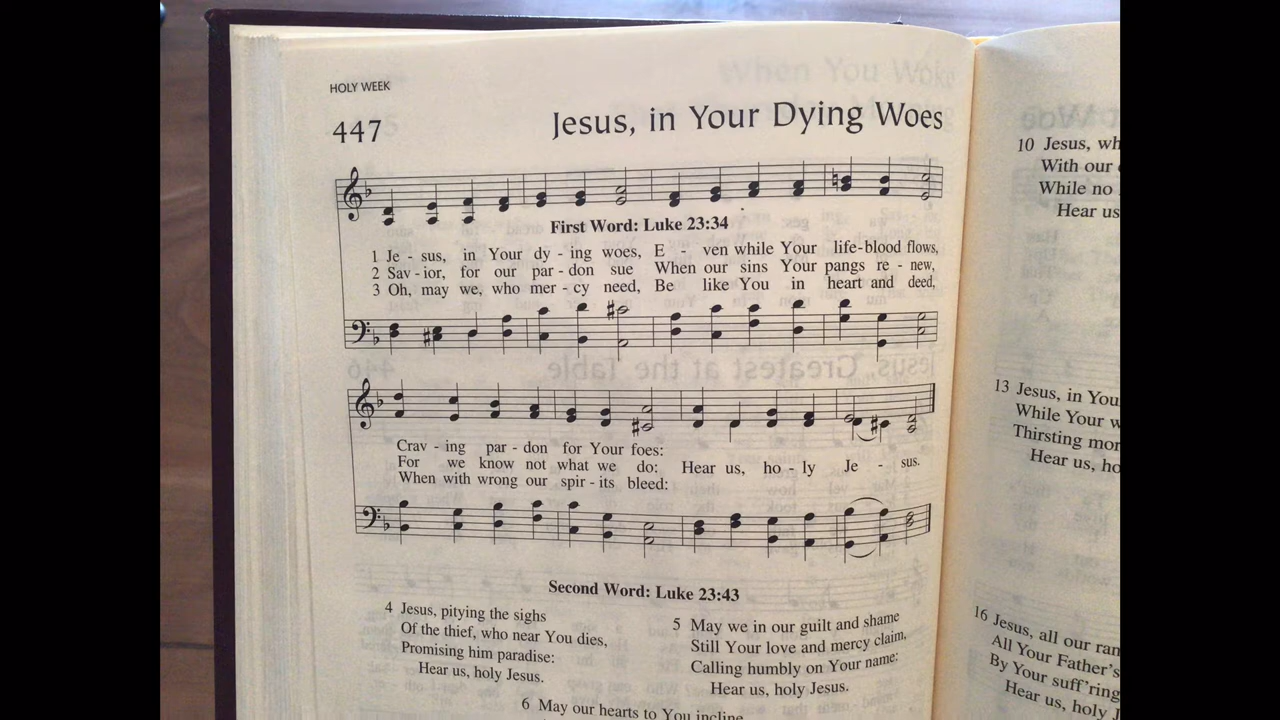 HOLY WEEK
447
Jesus, in Your Dying Woes
First Word: Luke 23:34
1 Je - sus, in Your dy - ing woes, E - ven while Your life-blood flows,
2 Sav - ior, for our par - don sue When our sins Your pangs re - new,
3 Oh, may we, who mer - cy need, Be like You in heart and deed,
Crav - ing par - don for Your foes:
For we know not what we do: Hear us, ho - ly Je - sus.
When with wrong our spir - its bleed:
Second Word: Luke 23:43
4 Jesus, pitying the sighs
Of the thief, who near You dies,
Promising him paradise:
Hear us, holy Jesus.
5 May we in our guilt and shame
Still Your love and mercy claim,
Calling humbly on Your name:
Hear us, holy Jesus.
6 May our hearts to You incline
10 Jesus, wh
With our
While no
Hear us
13 Jesus, in You
While Your w
Thirsting mor
Hear us, ho
16 Jesus, all our ran
All Your Father's
By Your suff'ring
Hear us, holy J